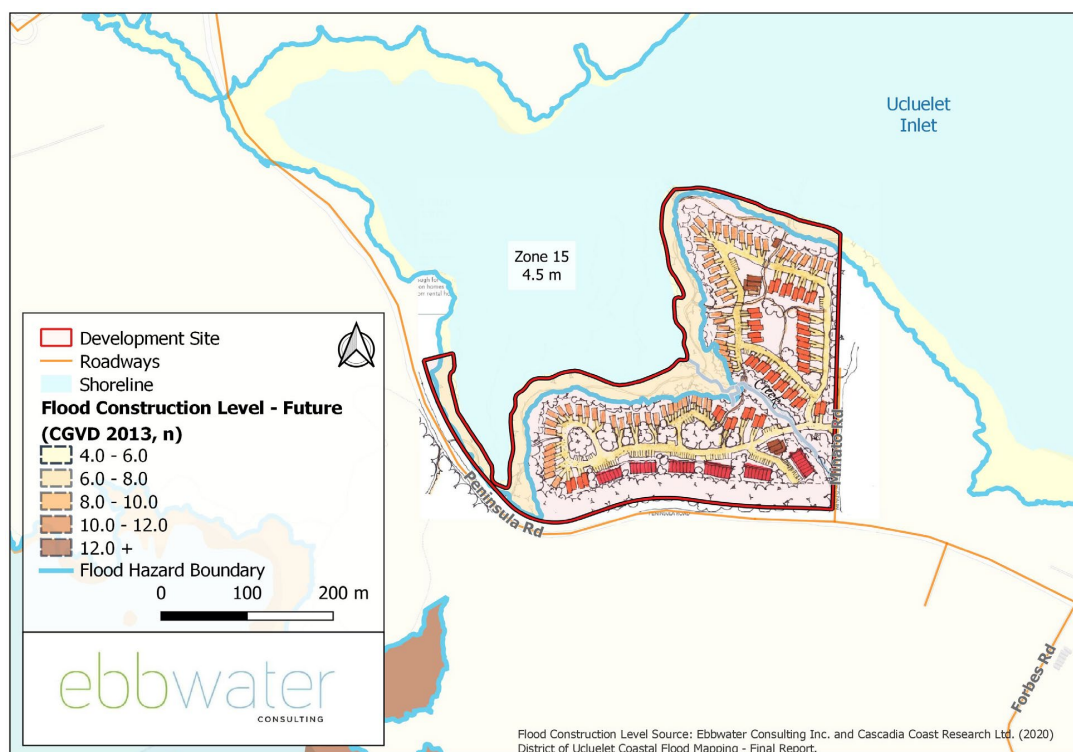 Ucluelet
Inlet
Zone 15
4.5 m
Creek
Minato Rd
Peninsula Rd
Forbes Rd
Development Site
Roadways
Shoreline
Flood Construction Level - Future
(CGVD 2013, n)
4.0 - 6.0
6.0 - 8.0
8.0 - 10.0
10.0 - 12.0
12.0 +
Flood Hazard Boundary
0 100 200 m
ebbwater
CONSULTING
Flood Construction Level Source: Ebbwater Consulting Inc. and Cascadia Coast Research Ltd. (2020)
District of Ucluelet Coastal Flood Mapping - Final Report.